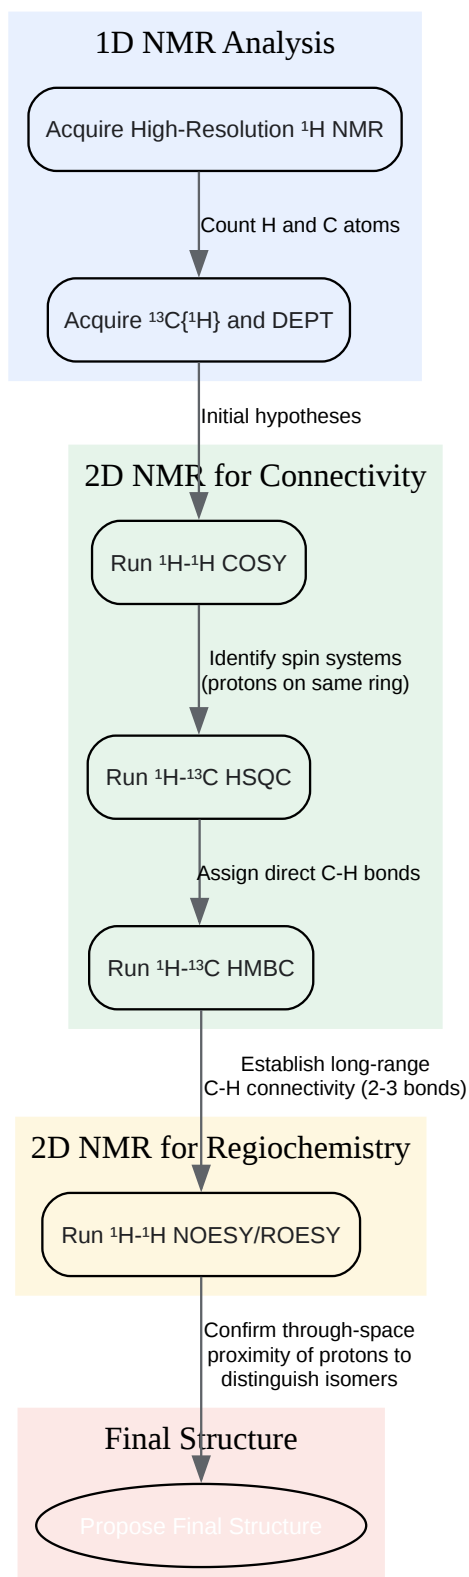 1D NMR Analysis
Acquire High-Resolution ¹H NMR
Count H and C atoms
Acquire ¹³C{¹H} and DEPT
Initial hypotheses
2D NMR for Connectivity
Run ¹H-¹H COSY
Identify spin systems
(protons on same ring)
Run ¹H-¹³C HSQC
Assign direct C-H bonds
Run ¹H-¹³C HMBC
Establish long-range
C-H connectivity (2-3 bonds)
2D NMR for Regiochemistry
Run ¹H-¹H NOESY/ROESY
Confirm through-space
proximity of protons to
distinguish isomers
Final Structure
Propose Final Structure